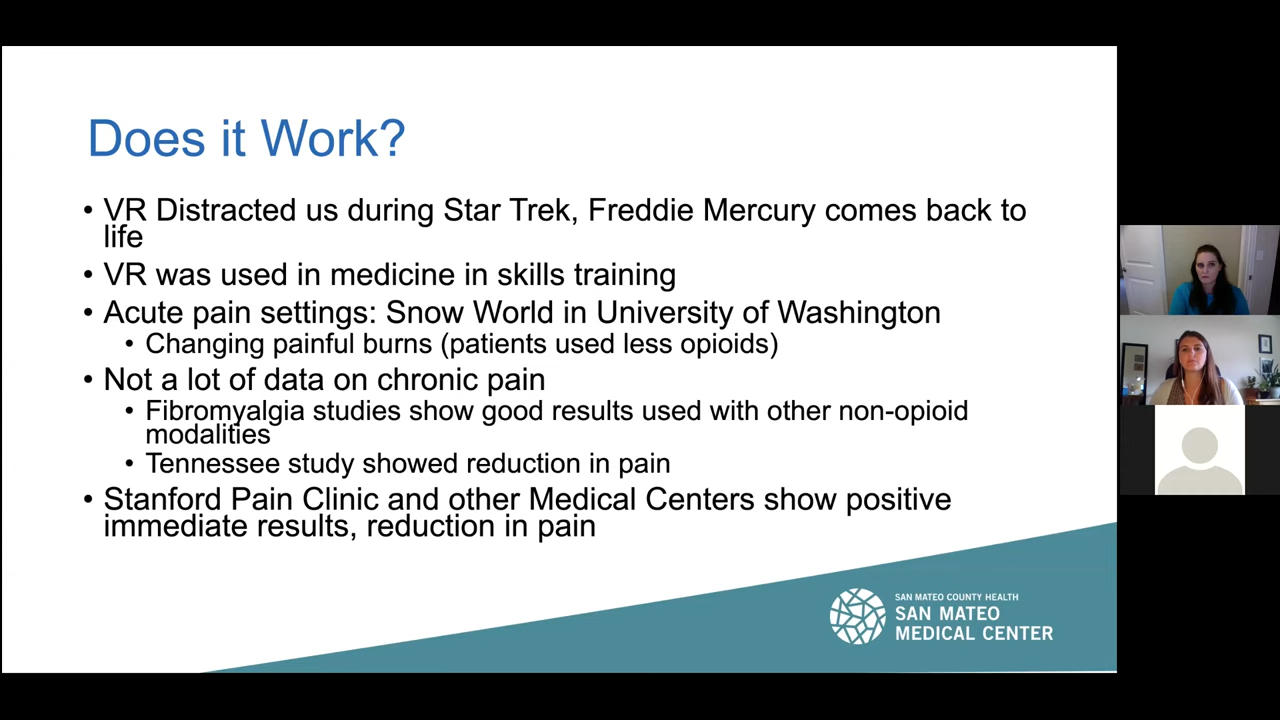 Does it Work?
• VR Distracted us during Star Trek, Freddie Mercury comes back to
life
• VR was used in medicine in skills training
• Acute pain settings: Snow World in University of Washington
• Changing painful burns (patients used less opioids)
• Not a lot of data on chronic pain
• Fibromyalgia studies show good results used with other non-opioid
modalities
• Tennessee study showed reduction in pain
• Stanford Pain Clinic and other Medical Centers show positive
immediate results, reduction in pain
SAN MATEO COUNTY HEALTH
SAN MATEO
MEDICAL CENTER